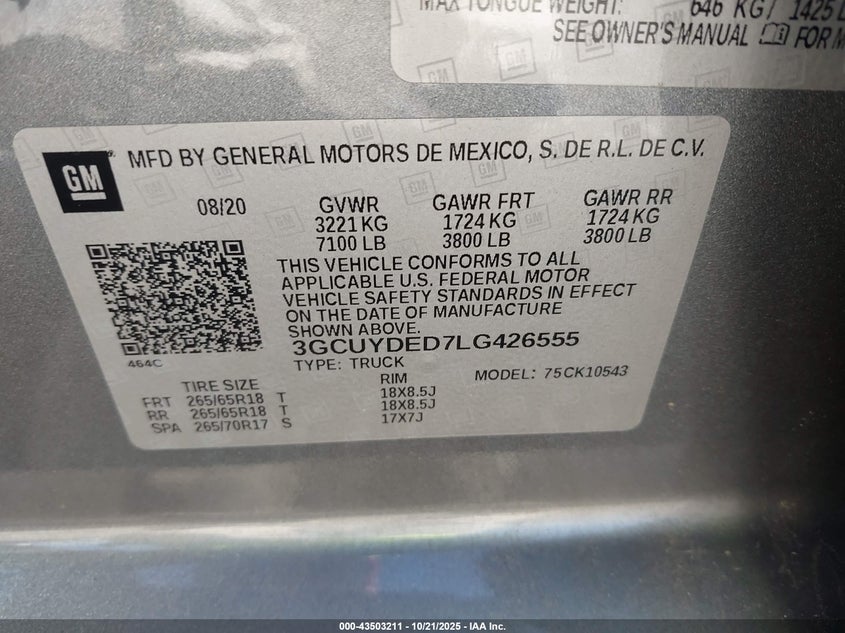 MAX TONGUE WEIGHT: 646 KG / 1425 L
SEE OWNER'S MANUAL FOR M
GM
MFD BY GENERAL MOTORS DE MEXICO, S. DE R.L. DE C.V.
08/20 GVWR GAWR FRT GAWR RR
3221 KG 1724 KG 1724 KG
7100 LB 3800 LB 3800 LB
THIS VEHICLE CONFORMS TO ALL
APPLICABLE U.S. FEDERAL MOTOR
VEHICLE SAFETY STANDARDS IN EFFECT
ON THE DATE OF MANUFACTURE
SHOWN ABOVE.
3GCUYDED7LG426555
464C
TYPE: TRUCK MODEL: 75CK10543
TIRE SIZE RIM
FRT 265/65R18 T 18X8.5J
RR 265/65R18 T 18X8.5J
SPA 265/70R17 S 17X7J
000-43503211 - 10/21/2025 - IAA Inc.